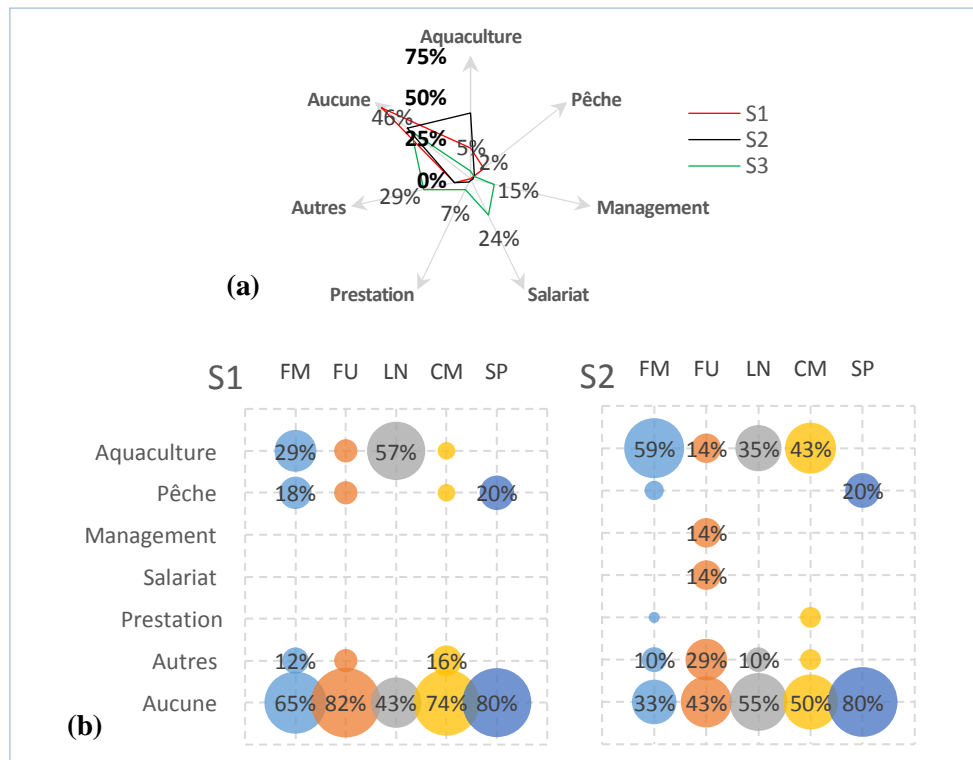 Aquaculture
75%
50%
Aucune
Pêche
46%
S1
25%
5%
S2
2%
S3
0%
15%
29%
Autres
Management
7%
24%
(a)
Prestation
Salariat
S1 FM FU LN CM SP
Aquaculture 29% 57%
Pêche 18% 20%
Management
Salariat
Prestation
Autres 12% 16%
Aucune 65% 82% 43% 74% 80%
(b)
S2 FM FU LN CM SP
59% 14% 35% 43%
20%
14%
14%
10% 29% 10%
33% 43% 55% 50% 80%